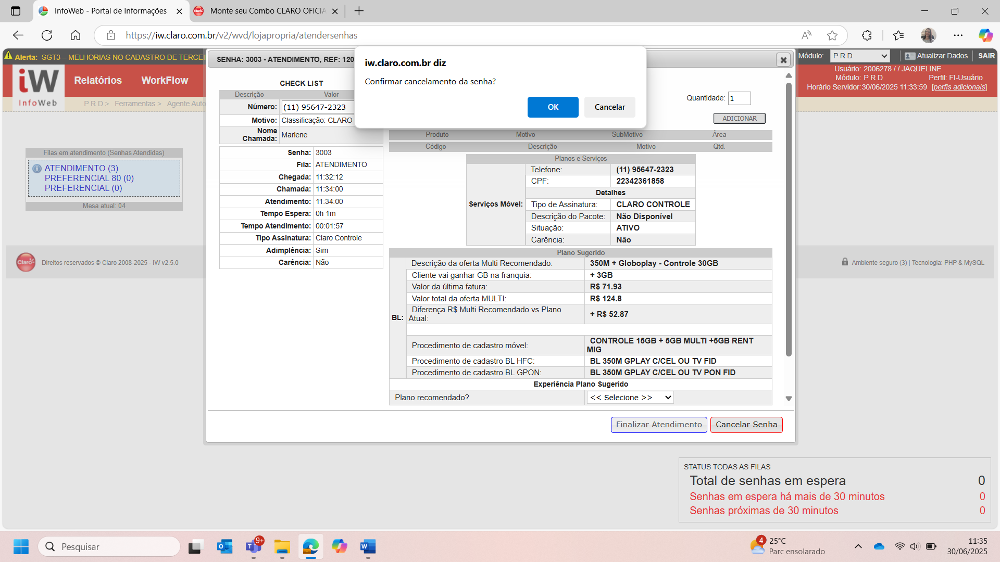 InfoWeb - Portal de Informações
Monte seu Combo CLARO OFICIA
https://iw.claro.com.br/v2/wvd/lojapropria/atendersenhas
Alerta: SGT3 – MELHORIAS NO CADASTRO DE TERCEI
SENHA: 3003 - ATENDIMENTO, REF: 120
Módulo: P R D
Atualizar Dados
SAIR
iw.claro.com.br diz
Confirmar cancelamento da senha?
OK
Cancelar
iW
InfoWeb
Relatórios
WorkFlow
Usuário: 2006278 / / JAQUELINE
Módulo: P R D
Perfil: FI-Usuário
Horário Servidor:30/06/2025 11:33:59 [perfis adicionais]
P R D > Ferramentas > Agente Auto
Filas em atendimento (Senhas Atendidas)
ATENDIMENTO (3)
PREFERENCIAL 80 (0)
PREFERENCIAL (0)
Mesa atual: 04
CHECK LIST
Descrição Valor
Número: (11) 95647-2323
Motivo: Classificação: CLARO
Nome Chamada: Marlene
Senha: 3003
Fila: ATENDIMENTO
Chegada: 11:32:12
Chamada: 11:34:00
Atendimento: 11:34:00
Tempo Espera: 0h 1m
Tempo Atendimento: 00:01:57
Tipo Assinatura: Claro Controle
Adimplência: Sim
Carência: Não
Quantidade: 1
ADICIONAR
Produto Motivo SubMotivo Área
Código Descrição Motivo Qtd.
Planos e Serviços
Serviços Móvel:
Telefone: (11) 95647-2323
CPF: 22342361858
Detalhes
Tipo de Assinatura: CLARO CONTROLE
Descrição do Pacote: Não Disponível
Situação: ATIVO
Carência: Não
Plano Sugerido
BL:
Descrição da oferta Multi Recomendado: 350M + Globoplay - Controle 30GB
Cliente vai ganhar GB na franquia: + 3GB
Valor da última fatura: R$ 71.93
Valor total da oferta MULTI: R$ 124.8
Diferença R$ Multi Recomendado vs Plano Atual: + R$ 52.87
Procedimento de cadastro móvel: CONTROLE 15GB + 5GB MULTI +5GB RENT MIG
Procedimento de cadastro BL HFC: BL 350M GPLAY C/CEL OU TV FID
Procedimento de cadastro BL GPON: BL 350M GPLAY C/CEL OU TV PON FID
Experiência Plano Sugerido
Plano recomendado? << Selecione >>
Finalizar Atendimento
Cancelar Senha
Claro
Direitos reservados © Claro 2008-2025 - IW v2.5.0
Ambiente seguro (3) | Tecnologia: PHP & MySQL
STATUS TODAS AS FILAS
Total de senhas em espera 0
Senhas em espera há mais de 30 minutos 0
Senhas próximas de 30 minutos 0
Pesquisar
9+
4
25°C
Parc ensolarado
11:35
30/06/2025